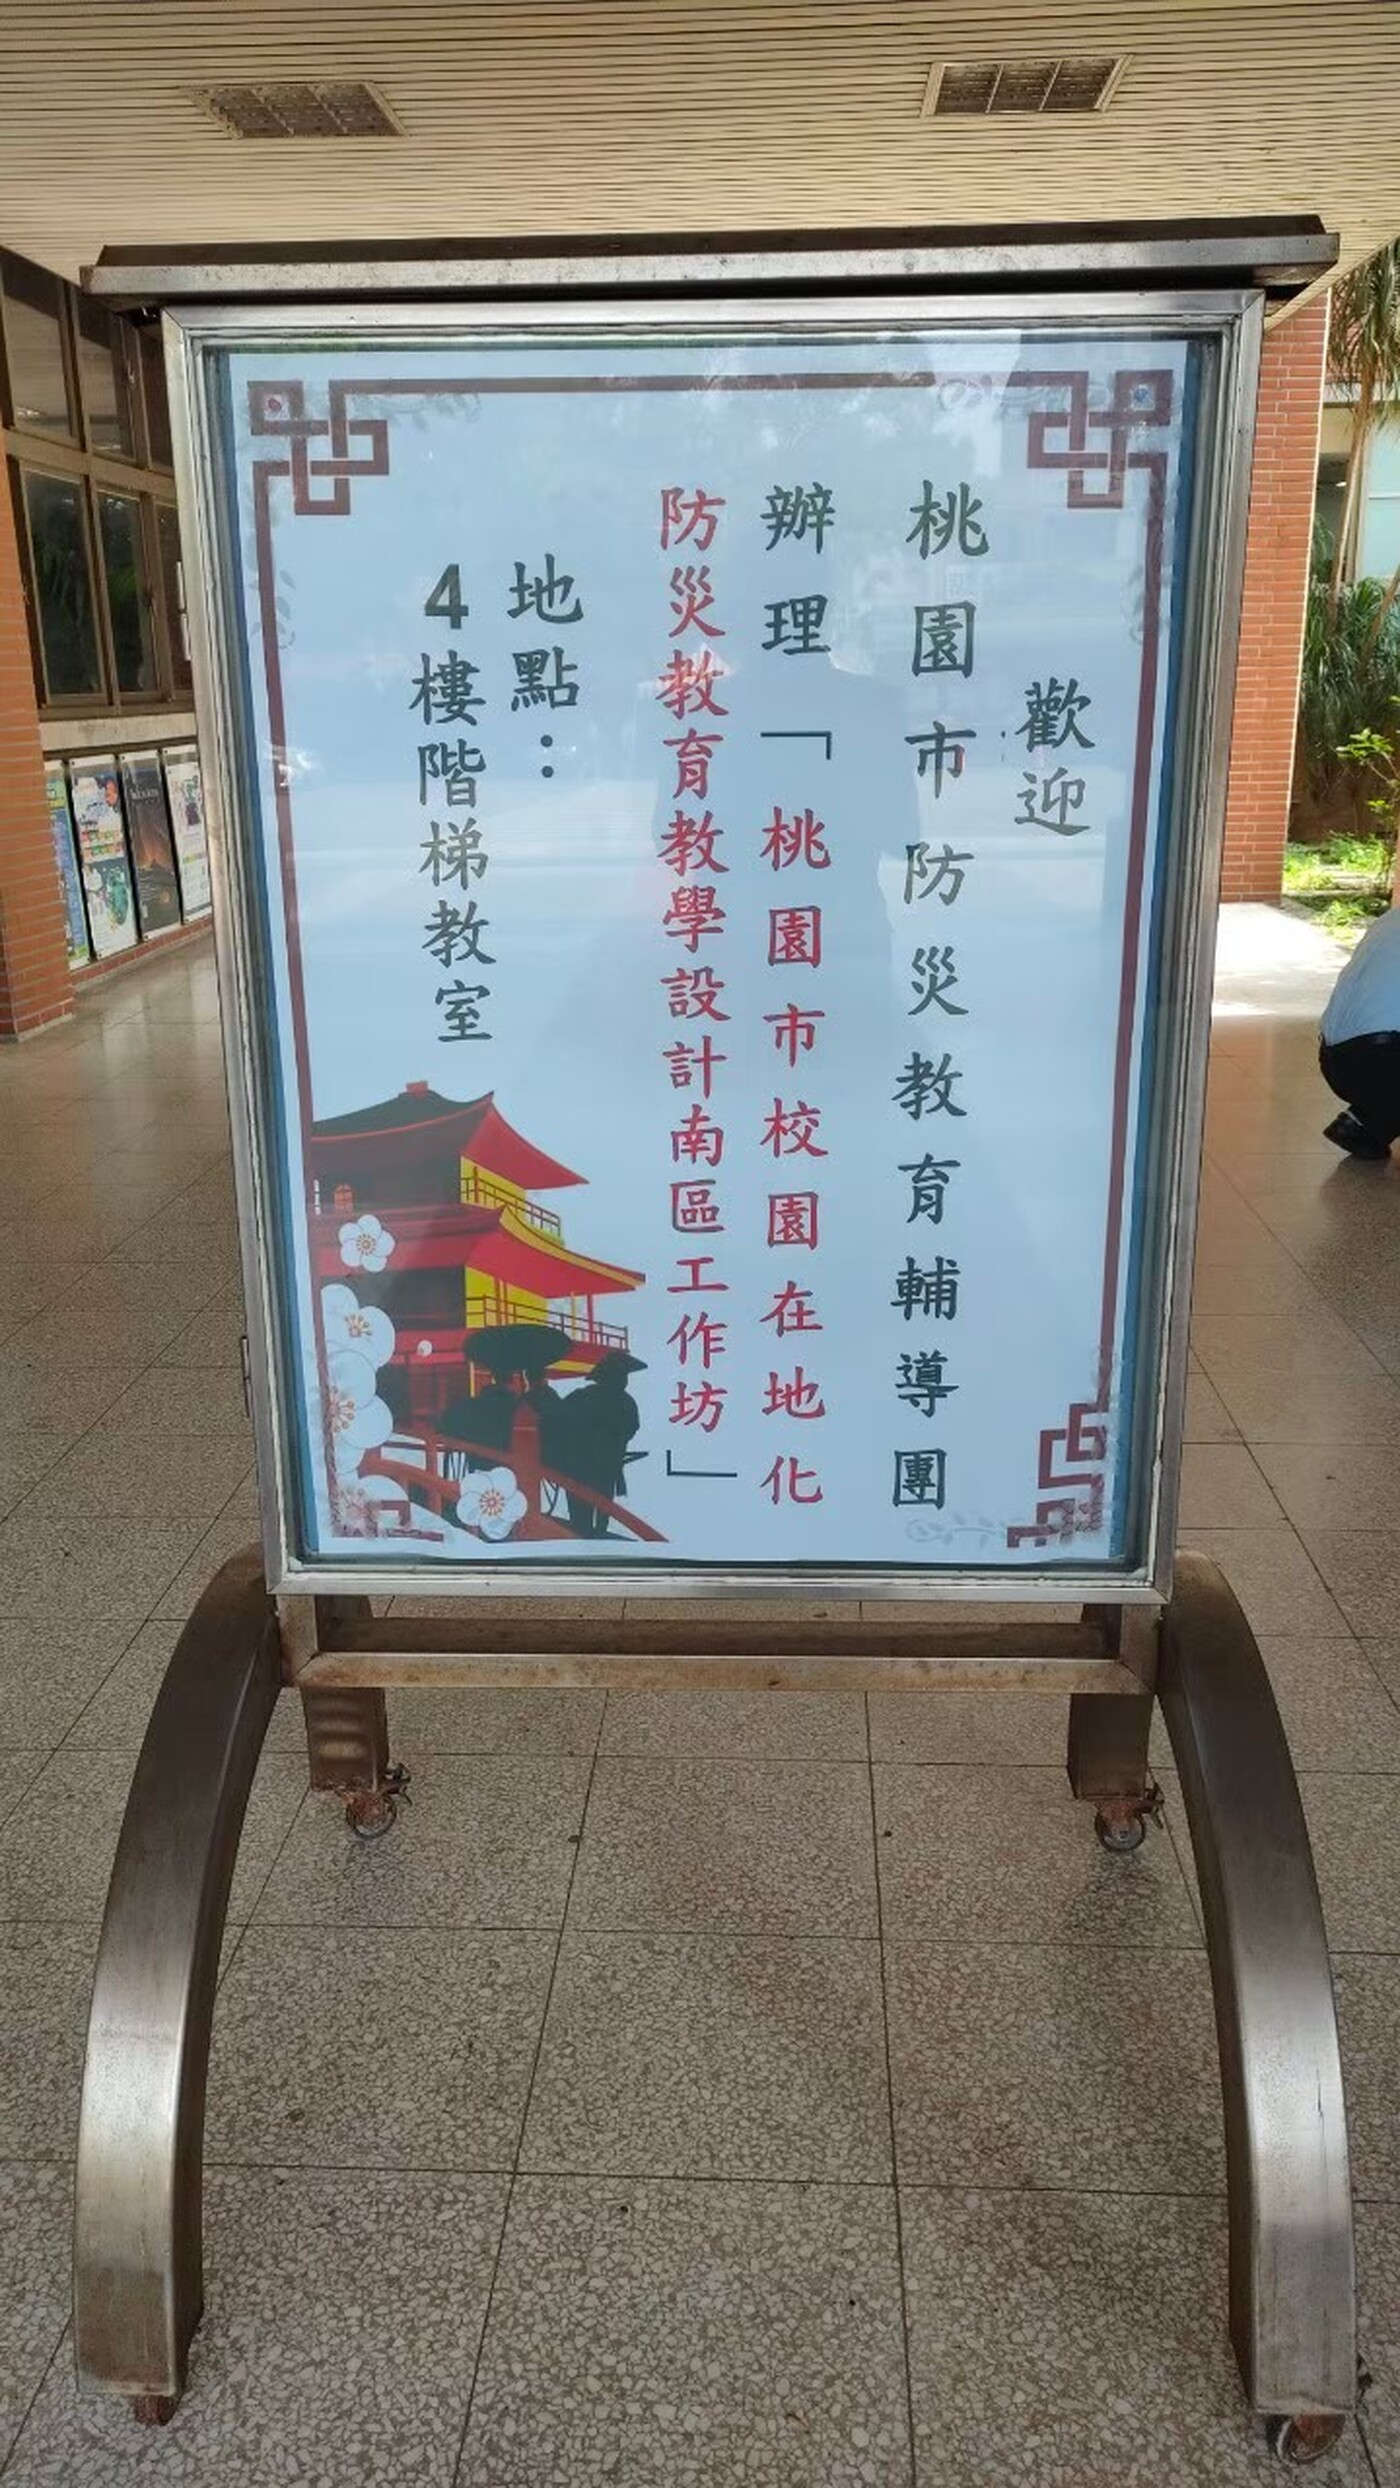 歡迎
桃園市防災教育輔導團
辦理「桃園市校園在地化
防災教育教學設計南區工作坊」
地點：
4樓階梯教室